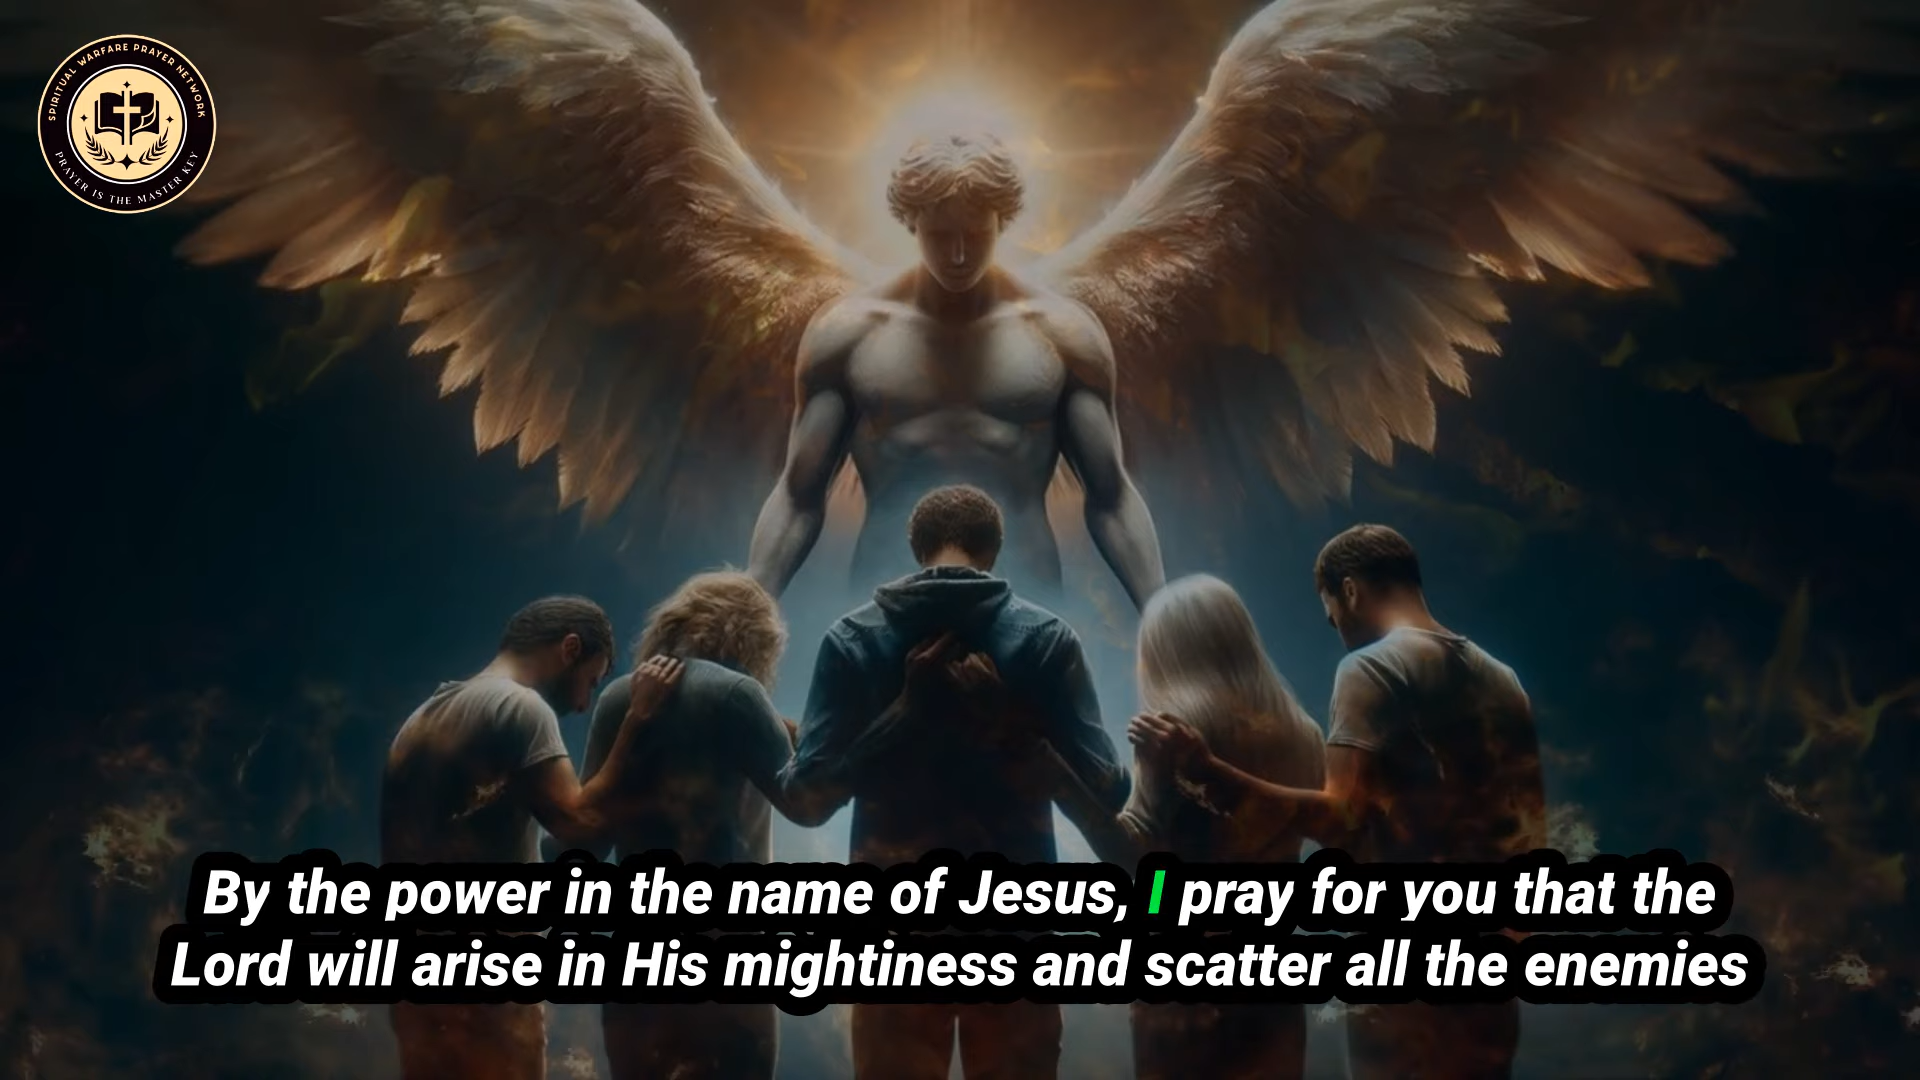 SPIRITUAL WARFARE PRAYER NETWORK
PRAYER IS THE MASTER KEY
By the power in the name of Jesus, I pray for you that the
Lord will arise in His mightiness and scatter all the enemies